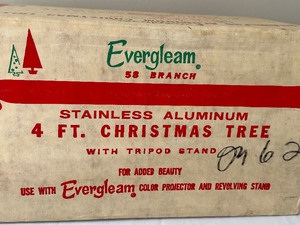 Evergleam®
58 BRANCH
STAINLESS ALUMINUM
4 FT. CHRISTMAS TREE
WITH TRIPOD STAND
FOR ADDED BEAUTY
USE WITH Evergleam® COLOR PROJECTOR AND REVOLVING STAND